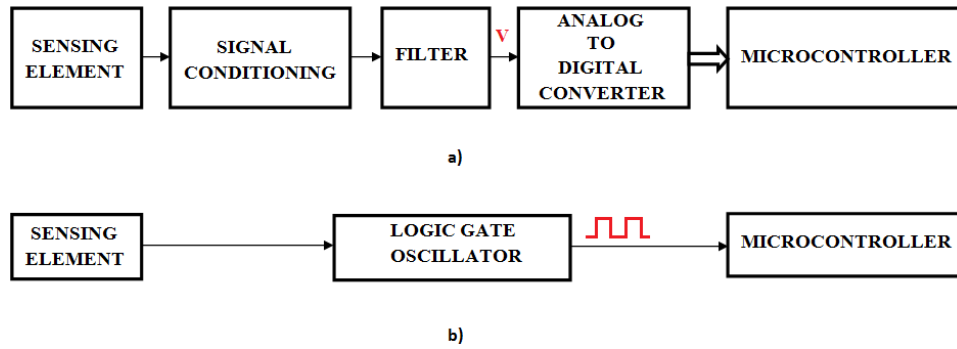 SENSING
ELEMENT
SIGNAL
CONDITIONING
FILTER
V
ANALOG
TO
DIGITAL
CONVERTER
MICROCONTROLLER
a)
SENSING
ELEMENT
LOGIC GATE
OSCILLATOR
MICROCONTROLLER
b)